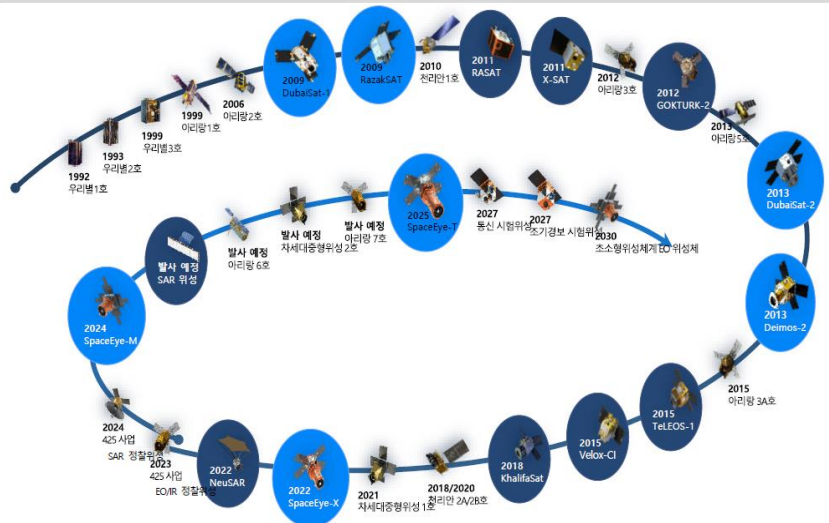 1992
우리별1호
1993
우리별2호
1999
우리별3호
1999
아리랑1호
2006
아리랑2호
2009
DubaiSat-1
2009
RazakSAT
2010
천리안1호
2011
RASAT
2011
X-SAT
2012
아리랑3호
2012
GOKTURK-2
2013
아리랑5호
2013
DubaiSat-2
2013
Deimos-2
2015
아리랑 3A호
2015
TeLEOS-1
2015
Velox-CI
2018
KhalifaSat
2018/2020
천리안 2A/2B호
2021
차세대중형위성 1호
2022
SpaceEye-X
2022
NeuSAR
2023
425 사업
EO/IR 정찰위성
2024
425 사업
SAR 정찰위성
2024
SpaceEye-M
발사 예정
SAR 위성
발사 예정
아리랑 6호
발사 예정
차세대중형위성 2호
발사 예정
아리랑 7호
2025
SpaceEye-T
2027
통신 시험위성
2027
조기경보 시험위성
2030
초소형위성체계 EO 위성체